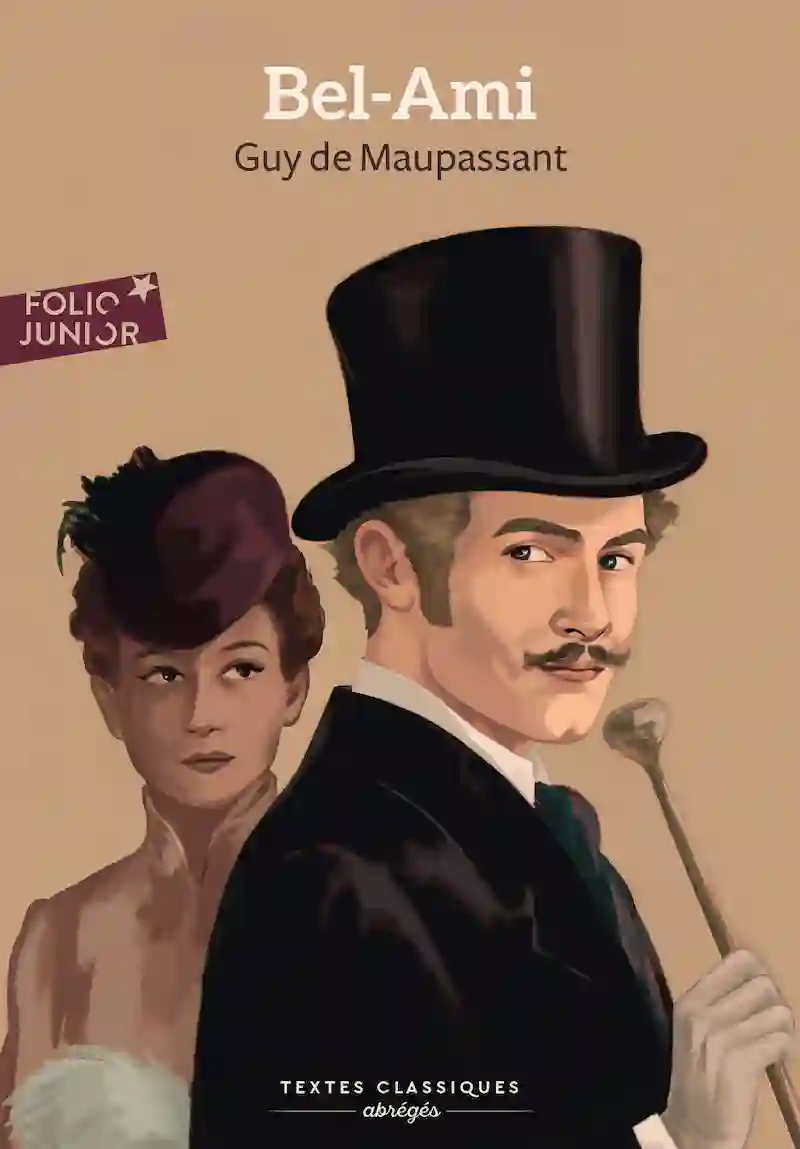 Bel-Ami
Guy de Maupassant
FOLIO
JUNIOR
TEXTES CLASSIQUES
abrégés